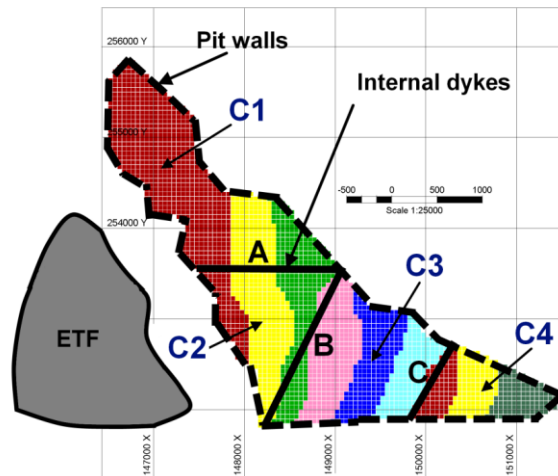 256000 Y
Pit walls
Internal dykes
C1
255000 Y
-500 0 500 1000
Scale 1:25000
254000 Y
A
C3
C2
B
C4
ETF
C
147000 X
148000 X
149000 X
150000 X
151000 X